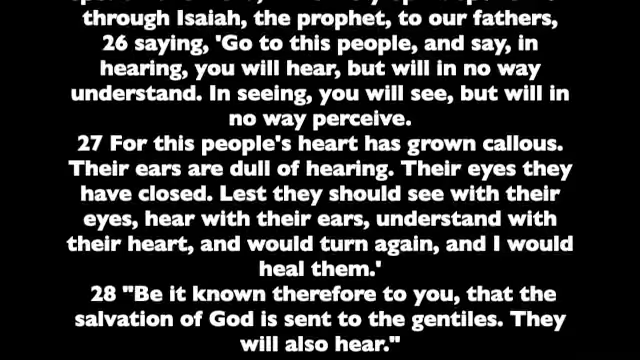 through Isaiah, the prophet, to our fathers,
26 saying, 'Go to this people, and say, in
hearing, you will hear, but will in no way
understand. In seeing, you will see, but will in
no way perceive.
27 For this people's heart has grown callous.
Their ears are dull of hearing. Their eyes they
have closed. Lest they should see with their
eyes, hear with their ears, understand with
their heart, and would turn again, and I would
heal them.'
28 "Be it known therefore to you, that the
salvation of God is sent to the gentiles. They
will also hear."